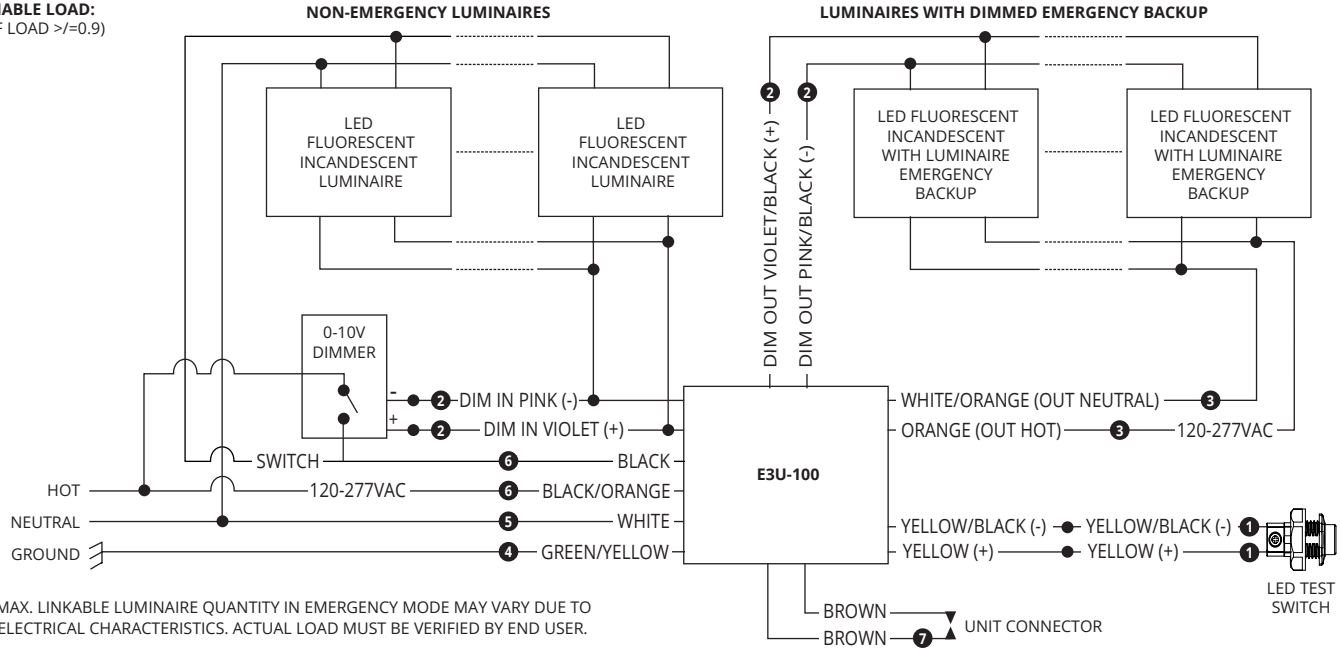 NON-EMERGENCY LUMINAIRES
LUMINAIRES WITH DIMMED EMERGENCY BACKUP
LOAD:
LOAD >/=0.9)
LED
FLUORESCENT
INCANDESCENT
LUMINAIRE
LED
FLUORESCENT
INCANDESCENT
LUMINAIRE
2
2
DIM OUT VIOLET/BLACK (+)
DIM OUT PINK/BLACK (-)
LED FLUORESCENT
INCANDESCENT
WITH LUMINAIRE
EMERGENCY
BACKUP
LED FLUORESCENT
INCANDESCENT
WITH LUMINAIRE
EMERGENCY
BACKUP
0-10V
DIMMER
-
2 DIM IN PINK (-)
+
2 DIM IN VIOLET (+)
SWITCH 6 BLACK
HOT 120-277VAC 6 BLACK/ORANGE
NEUTRAL 5 WHITE
GROUND 4 GREEN/YELLOW
E3U-100
WHITE/ORANGE (OUT NEUTRAL) 3
ORANGE (OUT HOT) 3 120-277VAC
YELLOW/BLACK (-) YELLOW/BLACK (-) 1
YELLOW (+) YELLOW (+) 1
LED TEST
SWITCH
BROWN
BROWN 7
UNIT CONNECTOR
MAX. LINKABLE LUMINAIRE QUANTITY IN EMERGENCY MODE MAY VARY DUE TO
ELECTRICAL CHARACTERISTICS. ACTUAL LOAD MUST BE VERIFIED BY END USER.